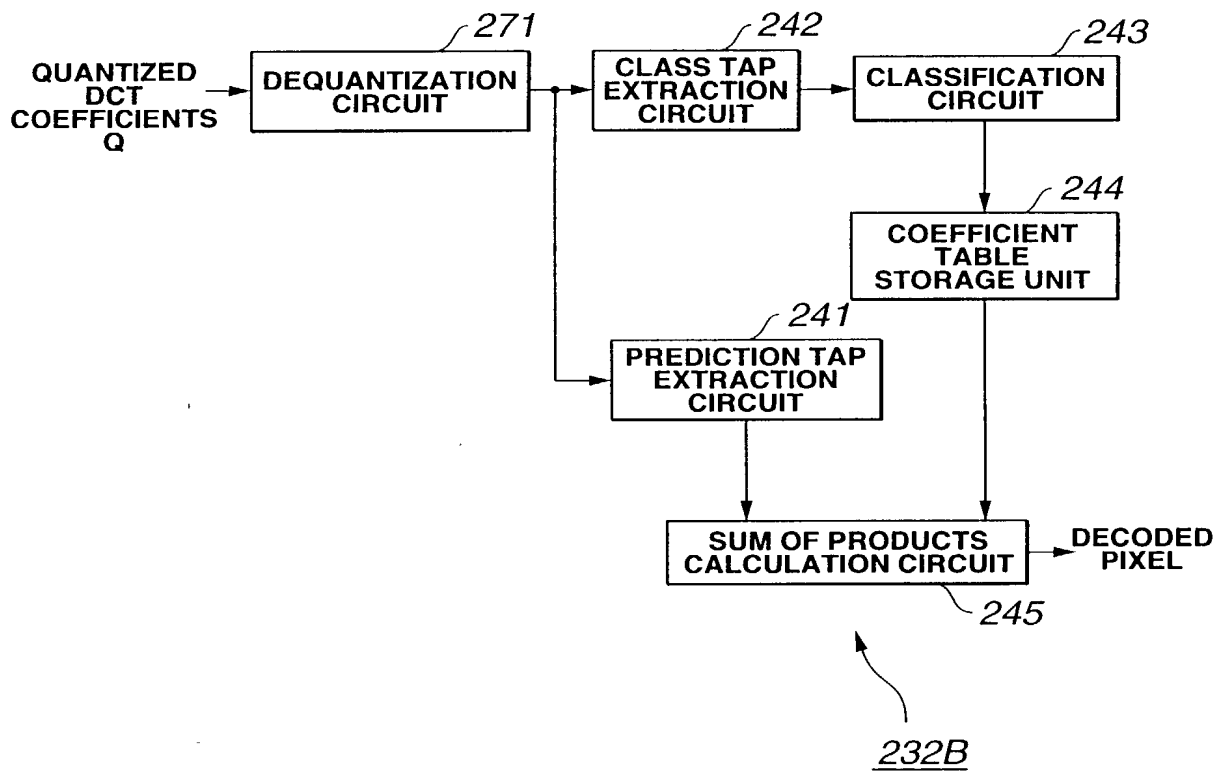 271
242
243
QUANTIZED
DCT
COEFFICIENTS
Q
DEQUANTIZATION
CIRCUIT
CLASS TAP
EXTRACTION
CIRCUIT
CLASSIFICATION
CIRCUIT
244
COEFFICIENT
TABLE
STORAGE UNIT
241
PREDICTION TAP
EXTRACTION
CIRCUIT
SUM OF PRODUCTS
CALCULATION CIRCUIT
DECODED
PIXEL
245
232B